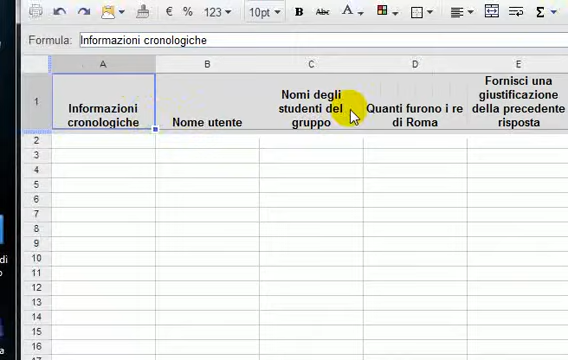 € % 123 10pt B Abc A Σ
Formula: Informazioni cronologiche
A B C D E
1
Informazioni
cronologiche
Nome utente
Nomi degli
studenti del
gruppo
Quanti furono i re
di Roma
Fornisci una
giustificazione
della precedente
risposta
2
3
4
5
6
7
8
9
10
11
12
13
14
15
16
di
o
a